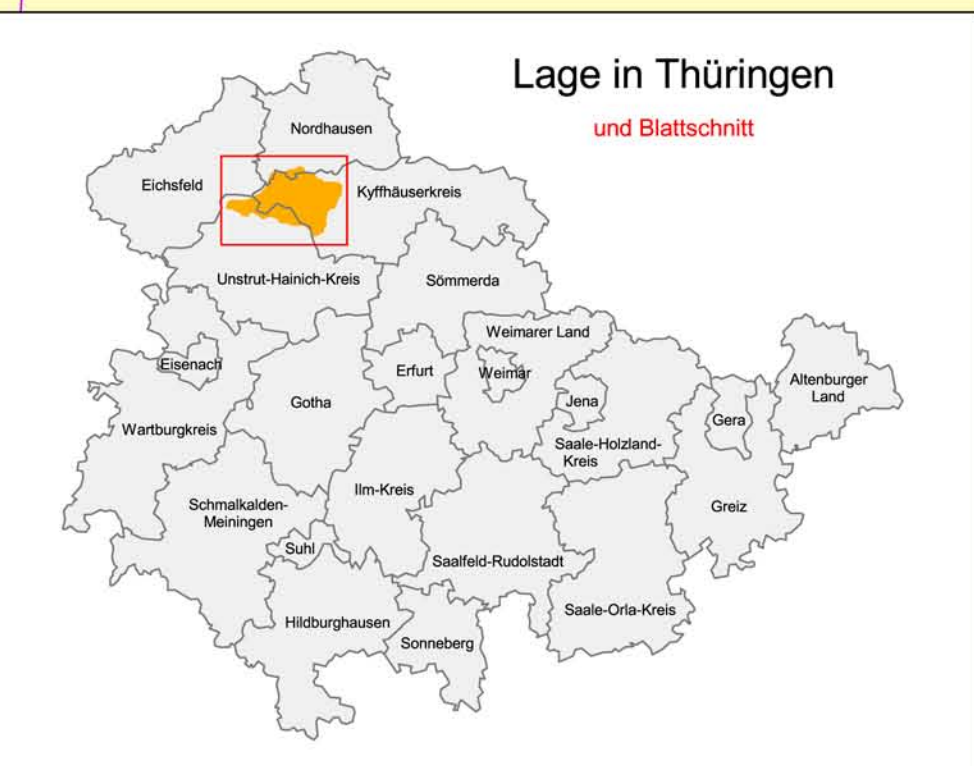 Lage in Thüringen
und Blattschnitt
Nordhausen
Eichsfeld
Kyffhäuserkreis
Unstrut-Hainich-Kreis
Sömmerda
Weimarer Land
Eisenach
Erfurt
Weimar
Altenburger
Land
Gotha
Jena
Gera
Wartburgkreis
Saale-Holzland-
Kreis
Ilm-Kreis
Schmalkalden-
Meiningen
Greiz
Suhl
Saalfeld-Rudolstadt
Saale-Orla-Kreis
Hildburghausen
Sonneberg